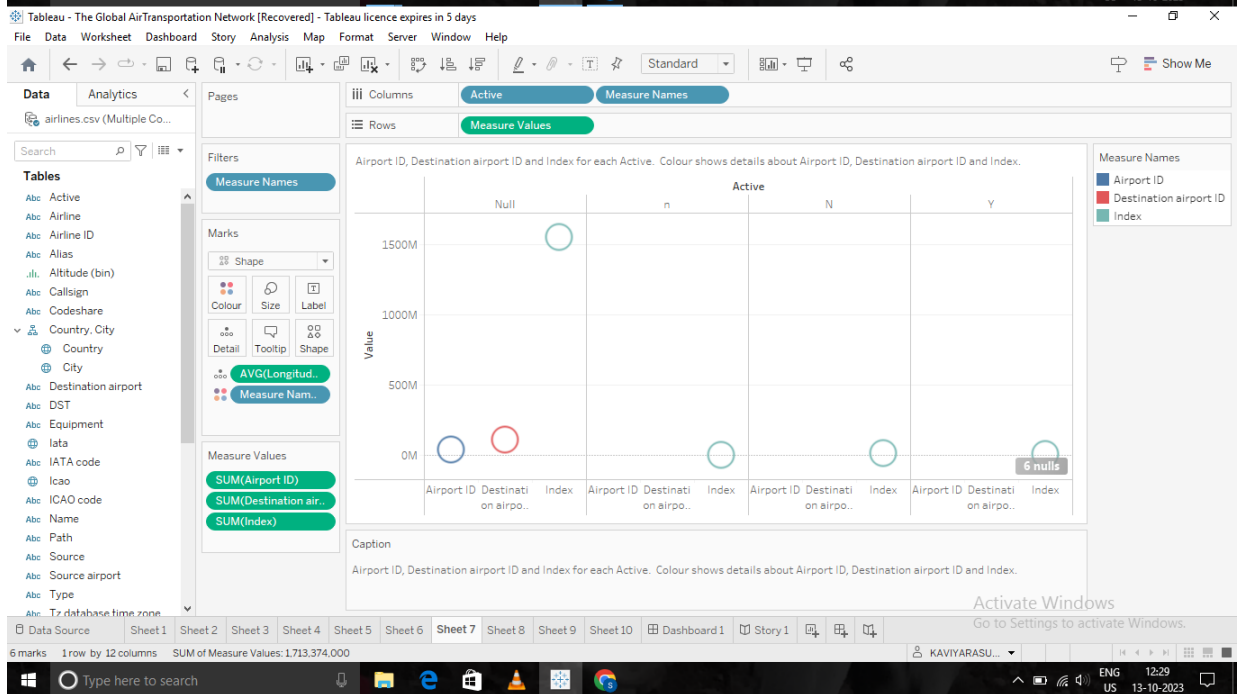 Tableau - The Global AirTransportation Network [Recovered] - Tableau licence expires in 5 days
File Data Worksheet Dashboard Story Analysis Map Format Server Window Help
Standard
Show Me
Data Analytics
airlines.csv (Multiple Co...
Search
Tables
Abc Active
Abc Airline
Abc Airline ID
Abc Alias
Altitude (bin)
Abc Callsign
Abc Codeshare
Country, City
Country
City
Abc Destination airport
Abc DST
Abc Equipment
Iata
Abc IATA code
Icao
Abc ICAO code
Abc Name
Abc Path
Abc Source
Abc Source airport
Abc Type
Abc Tz database time zone
Pages
Filters
Measure Names
Marks
Shape
Colour Size Label
Detail Tooltip Shape
AVG(Longitud..
Measure Nam..
Measure Values
SUM(Airport ID)
SUM(Destination air..
SUM(Index)
Columns Active Measure Names
Rows Measure Values
Airport ID, Destination airport ID and Index for each Active. Colour shows details about Airport ID, Destination airport ID and Index.
Active
Null n N Y
1500M
1000M
500M
0M
Value
6 nulls
Airport ID Destinati Index Airport ID Destinati Index Airport ID Destinati Index Airport ID Destinati Index
on airpo.. on airpo.. on airpo.. on airpo..
Caption
Airport ID, Destination airport ID and Index for each Active. Colour shows details about Airport ID, Destination airport ID and Index.
Measure Names
Airport ID
Destination airport ID
Index
Activate Windows
Go to Settings to activate Windows.
Data Source Sheet 1 Sheet 2 Sheet 3 Sheet 4 Sheet 5 Sheet 6 Sheet 7 Sheet 8 Sheet 9 Sheet 10 Dashboard 1 Story 1
6 marks 1 row by 12 columns SUM of Measure Values: 1,713,374,000
KAVIYARASU...
Type here to search
ENG 12:29
US 13-10-2023